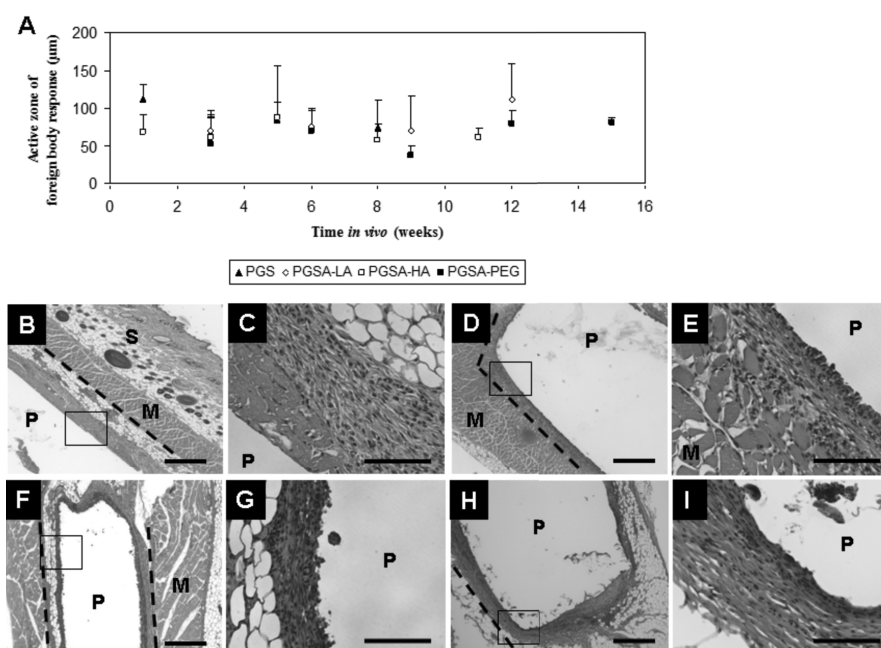 A
Active zone of
foreign body response (µm)
200
150
100
50
0
0 2 4 6 8 10 12 14 16
Time in vivo (weeks)
PGS PGSA-LA PGSA-HA PGSA-PEG
B S M P
C P
D P M
E P M
F P M
G P
H P
I P